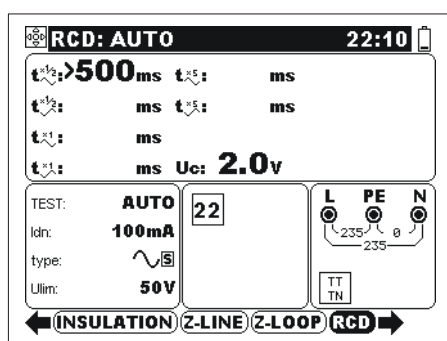 RCD: AUTO 22:10
t×½: >500ms t×5: ms
t×½: ms t×5: ms
t×1: ms
t×1: ms Uc: 2.0V
TEST: AUTO
Idn: 100mA
type: S
Ulim: 50V
22
L PE N
235 0
235
TT
TN
INSULATION Z-LINE Z-LOOP RCD